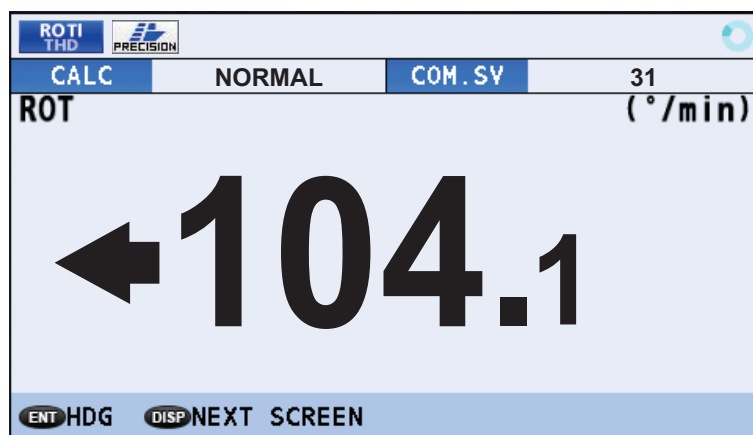 ROTI
THD
PRECISION
CALC NORMAL COM.SV 31
ROT (°/min)
104.1
ENT HDG DISP NEXT SCREEN